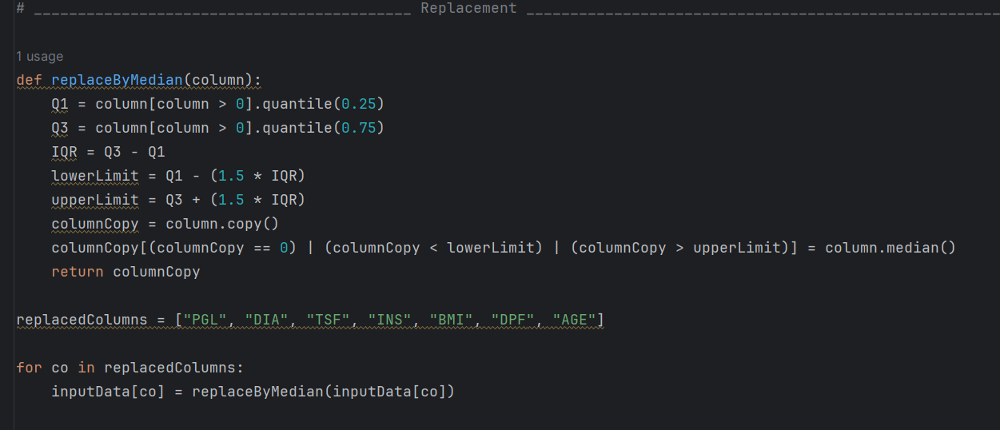 # ___________________________________________ Replacement ______________________________________________________
1 usage
def replaceByMedian(column):
    Q1 = column[column > 0].quantile(0.25)
    Q3 = column[column > 0].quantile(0.75)
    IQR = Q3 - Q1
    lowerLimit = Q1 - (1.5 * IQR)
    upperLimit = Q3 + (1.5 * IQR)
    columnCopy = column.copy()
    columnCopy[(columnCopy == 0) | (columnCopy < lowerLimit) | (columnCopy > upperLimit)] = column.median()
    return columnCopy
replacedColumns = ["PGL", "DIA", "TSF", "INS", "BMI", "DPF", "AGE"]
for co in replacedColumns:
    inputData[co] = replaceByMedian(inputData[co])